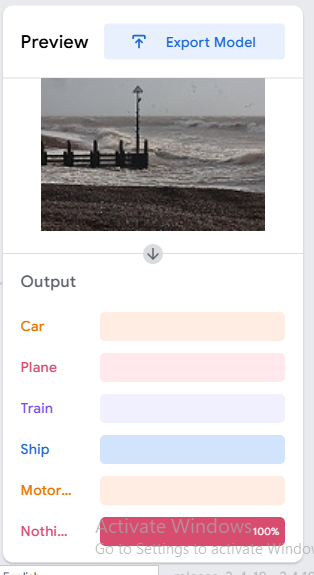 Preview
Export Model
Output
Car
Plane
Train
Ship
Motor...
Nothi...
100%
Activate Windows
Go to Settings to activate Window
English